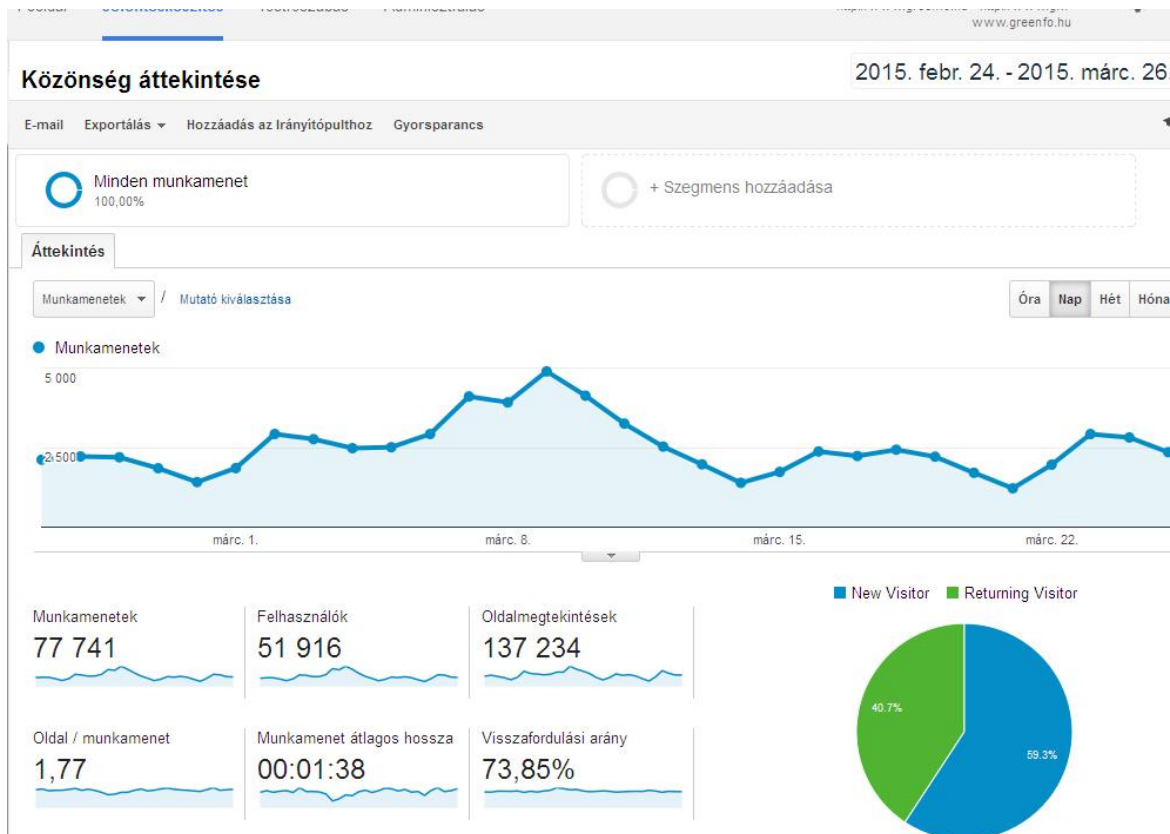 www.greenfo.hu
Közönség áttekintése
2015. febr. 24. - 2015. márc. 26.
E-mail Exportálás Hozzáadás az Irányítópulthoz Gyorsparancs
Minden munkamenet
100,00%
+ Szegmens hozzáadása
Áttekintés
Munkamenetek / Mutató kiválasztása
Óra Nap Hét Hóna
Munkamenetek
5 000
2 500
márc. 1. márc. 8. márc. 15. márc. 22.
New Visitor Returning Visitor
Munkamenetek Felhasználók Oldalmegtekintések
77 741 51 916 137 234
40.7%
59.3%
Oldal / munkamenet Munkamenet átlagos hossza Visszafordulási arány
1,77 00:01:38 73,85%